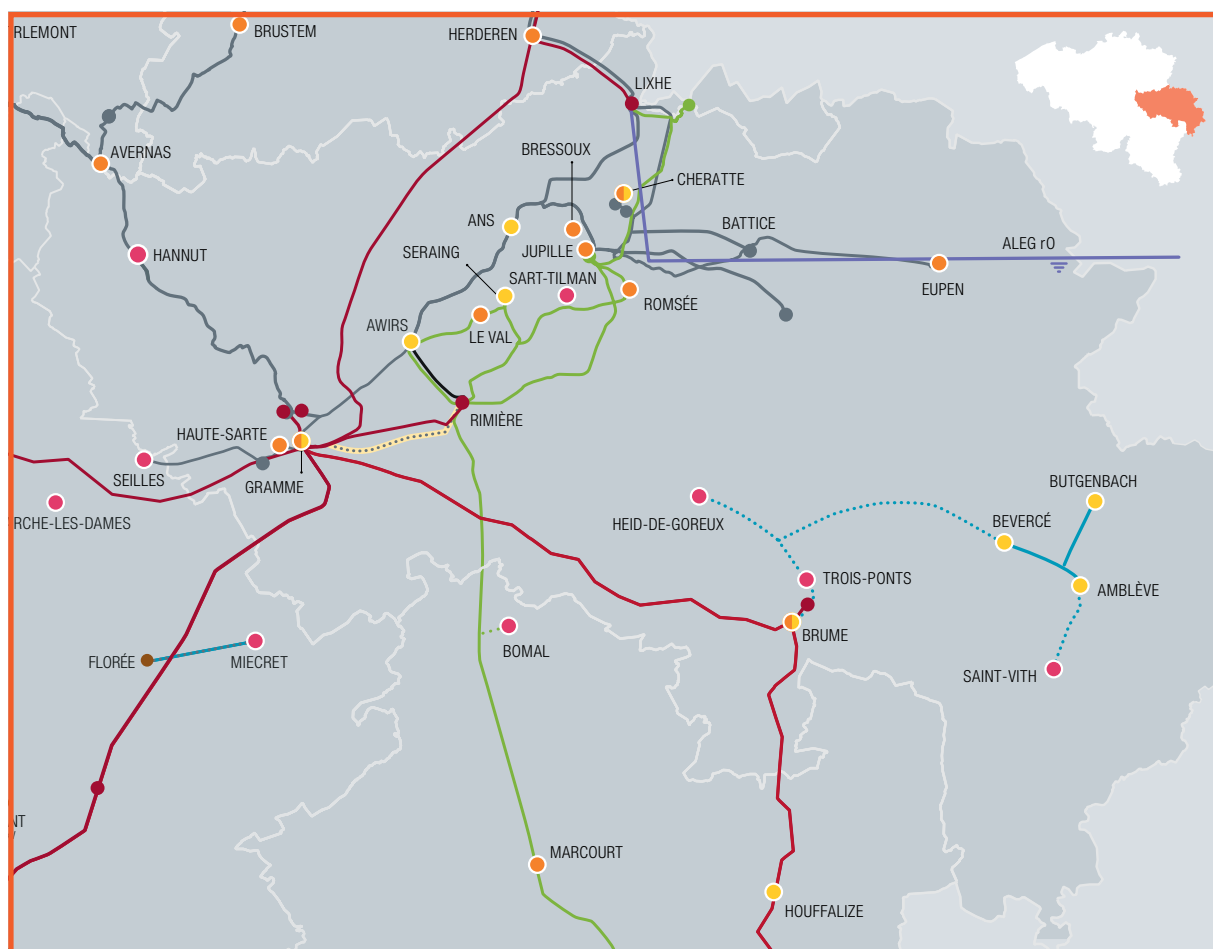 RLEMONT
BRUSTEM
HERDEREN
LIXHE
AVERNAS
BRESSOUX
CHERATTE
ANS
BATTICE
HANNUT
SERAING
JUPILLE
ALEG r0
SART-TILMAN
EUPEN
ROMSÉE
AWIRS
LE VAL
RIMIÈRE
HAUTE-SARTE
SEILLES
GRAMME
BUTGENBACH
RCHE-LES-DAMES
HEID-DE-GOREUX
BEVERCÉ
TROIS-PONTS
AMBLÈVE
BRUME
BOMAL
FLORÉE
MIECRET
SAINT-VITH
NT
MARCOURT
HOUFFALIZE